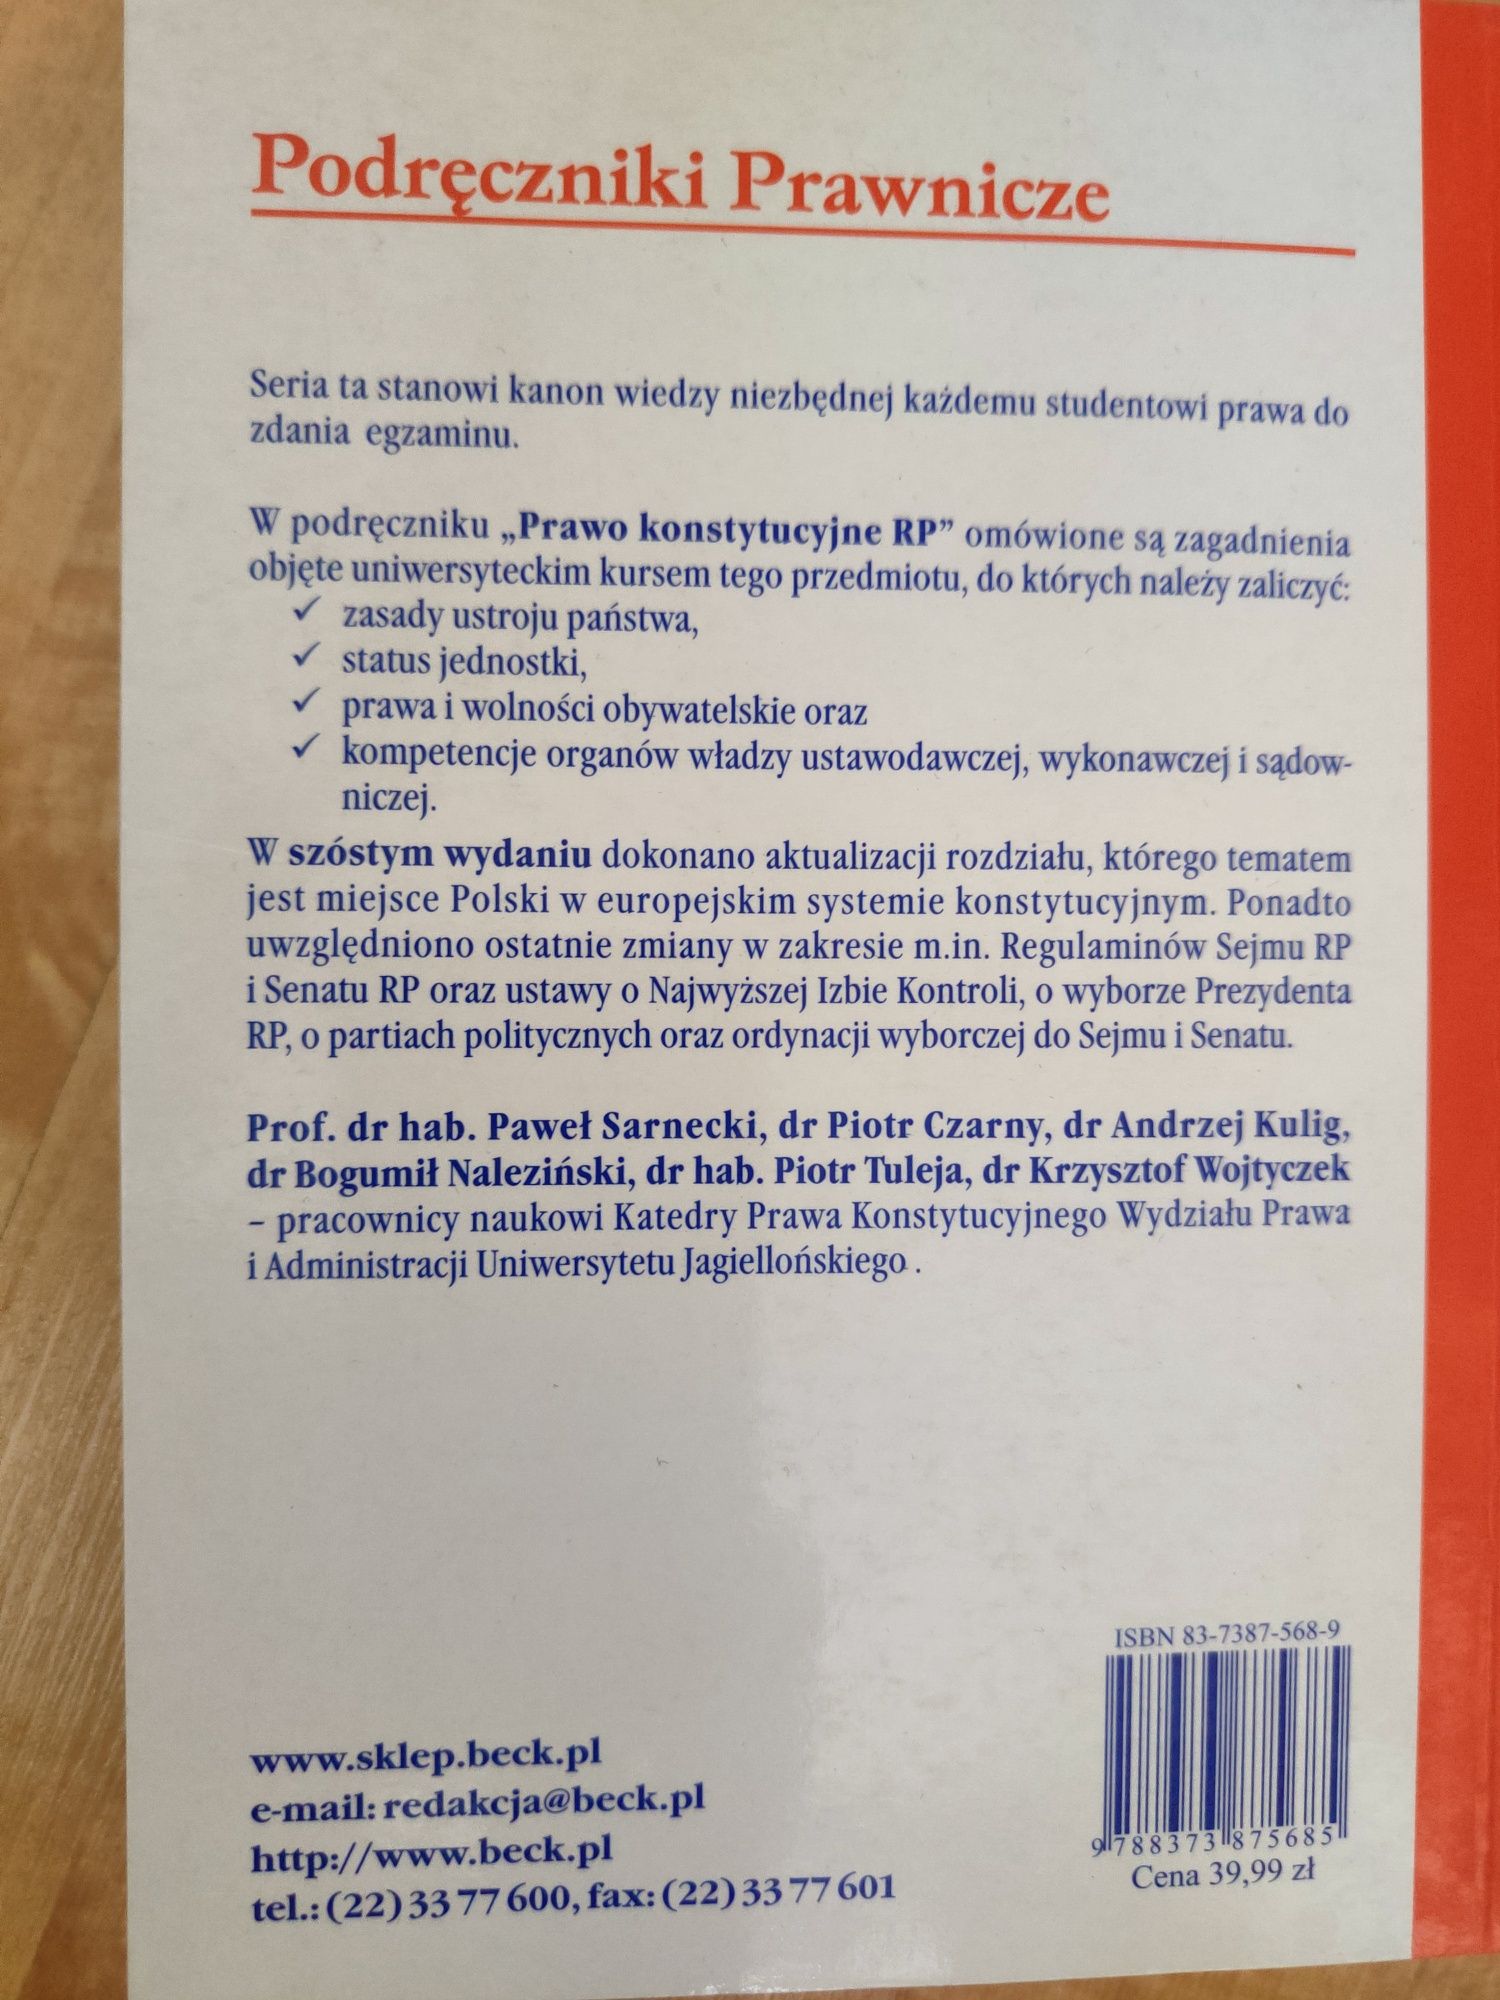 Podręczniki Prawnicze
Seria ta stanowi kanon wiedzy niezbędnej każdemu studentowi prawa do
zdania egzaminu.
W podręczniku „Prawo konstytucyjne RP” omówione są zagadnienia
objęte uniwersyteckim kursem tego przedmiotu, do których należy zaliczyć:
✓ zasady ustroju państwa,
✓ status jednostki,
✓ prawa i wolności obywatelskie oraz
✓ kompetencje organów władzy ustawodawczej, wykonawczej i sądow-
niczej.
W szóstym wydaniu dokonano aktualizacji rozdziału, którego tematem
jest miejsce Polski w europejskim systemie konstytucyjnym. Ponadto
uwzględniono ostatnie zmiany w zakresie m.in. Regulaminów Sejmu RP
i Senatu RP oraz ustawy o Najwyższej Izbie Kontroli, o wyborze Prezydenta
RP, o partiach politycznych oraz ordynacji wyborczej do Sejmu i Senatu.
Prof. dr hab. Paweł Sarnecki, dr Piotr Czarny, dr Andrzej Kulig,
dr Bogumił Naleziński, dr hab. Piotr Tuleja, dr Krzysztof Wojtyczek
– pracownicy naukowi Katedry Prawa Konstytucyjnego Wydziału Prawa
i Administracji Uniwersytetu Jagiellońskiego .
ISBN 83-7387-568-9
9 788373 875685
Cena 39,99 zł
www.sklep.beck.pl
e-mail: redakcja@beck.pl
http://www.beck.pl
tel.: (22) 33 77 600, fax: (22) 33 77 601